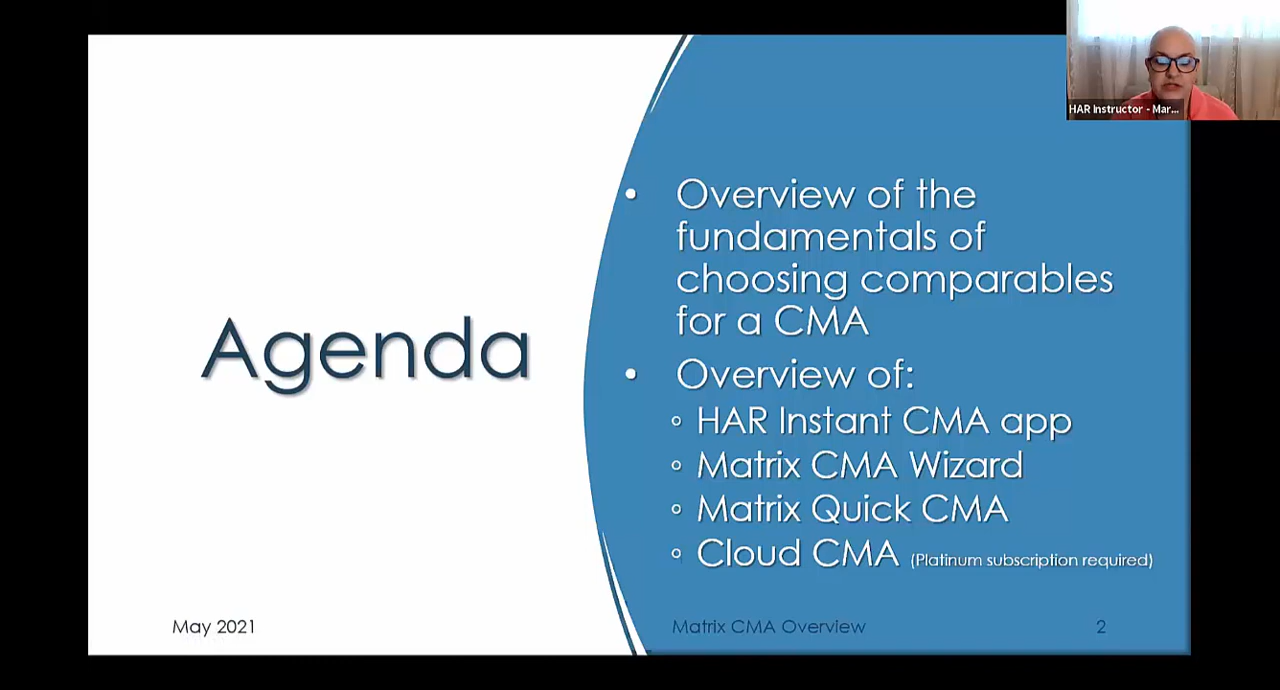 HAR Instructor - Mar...
Agenda
• Overview of the
fundamentals of
choosing comparables
for a CMA
• Overview of:
◦ HAR Instant CMA app
◦ Matrix CMA Wizard
◦ Matrix Quick CMA
◦ Cloud CMA (Platinum subscription required)
May 2021
Matrix CMA Overview
2